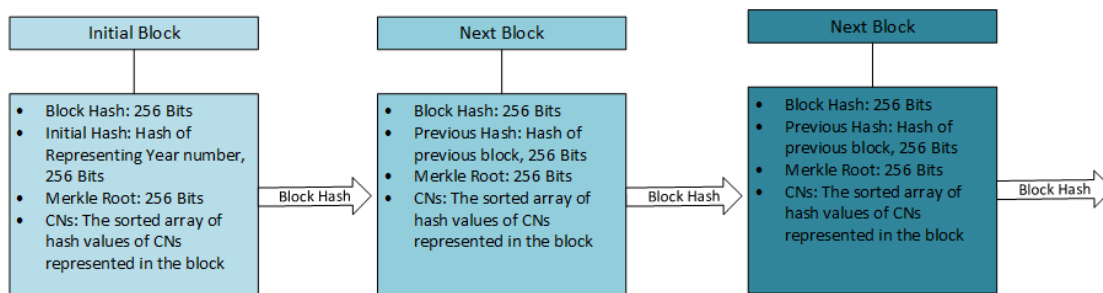 Initial Block
• Block Hash: 256 Bits
• Initial Hash: Hash of
Representing Year number,
256 Bits
• Merkle Root: 256 Bits
• CNs: The sorted array of
hash values of CNs
represented in the block
Block Hash
Next Block
• Block Hash: 256 Bits
• Previous Hash: Hash of
previous block, 256 Bits
• Merkle Root: 256 Bits
• CNs: The sorted array of
hash values of CNs
represented in the block
Block Hash
Next Block
• Block Hash: 256 Bits
• Previous Hash: Hash of
previous block, 256 Bits
• Merkle Root: 256 Bits
• CNs: The sorted array of
hash values of CNs
represented in the block
Block Hash